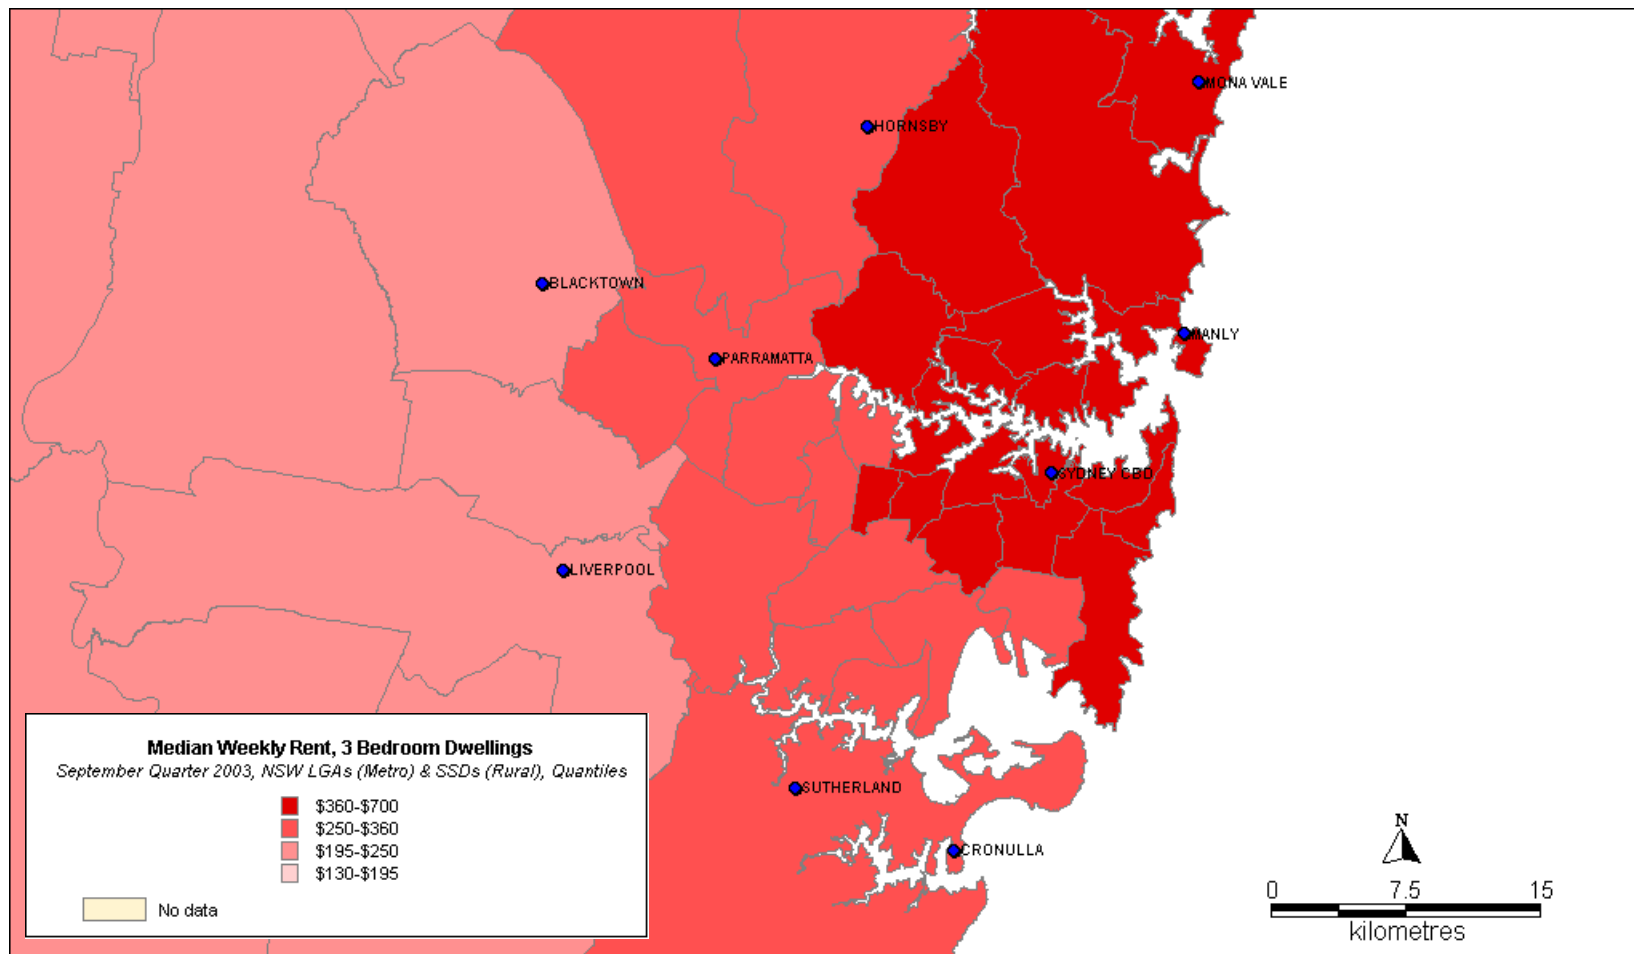 MONA VALE
HORNSBY
BLACKTOWN
MANLY
PARRAMATTA
SYDNEY CBD
LIVERPOOL
Median Weekly Rent, 3 Bedroom Dwellings
September Quarter 2003, NSW LGAs (Metro) & SSDs (Rural), Quantiles
$360-$700
$250-$360
$195-$250
$130-$195
No data
SUTHERLAND
CRONULLA
N
0 7.5 15
kilometres